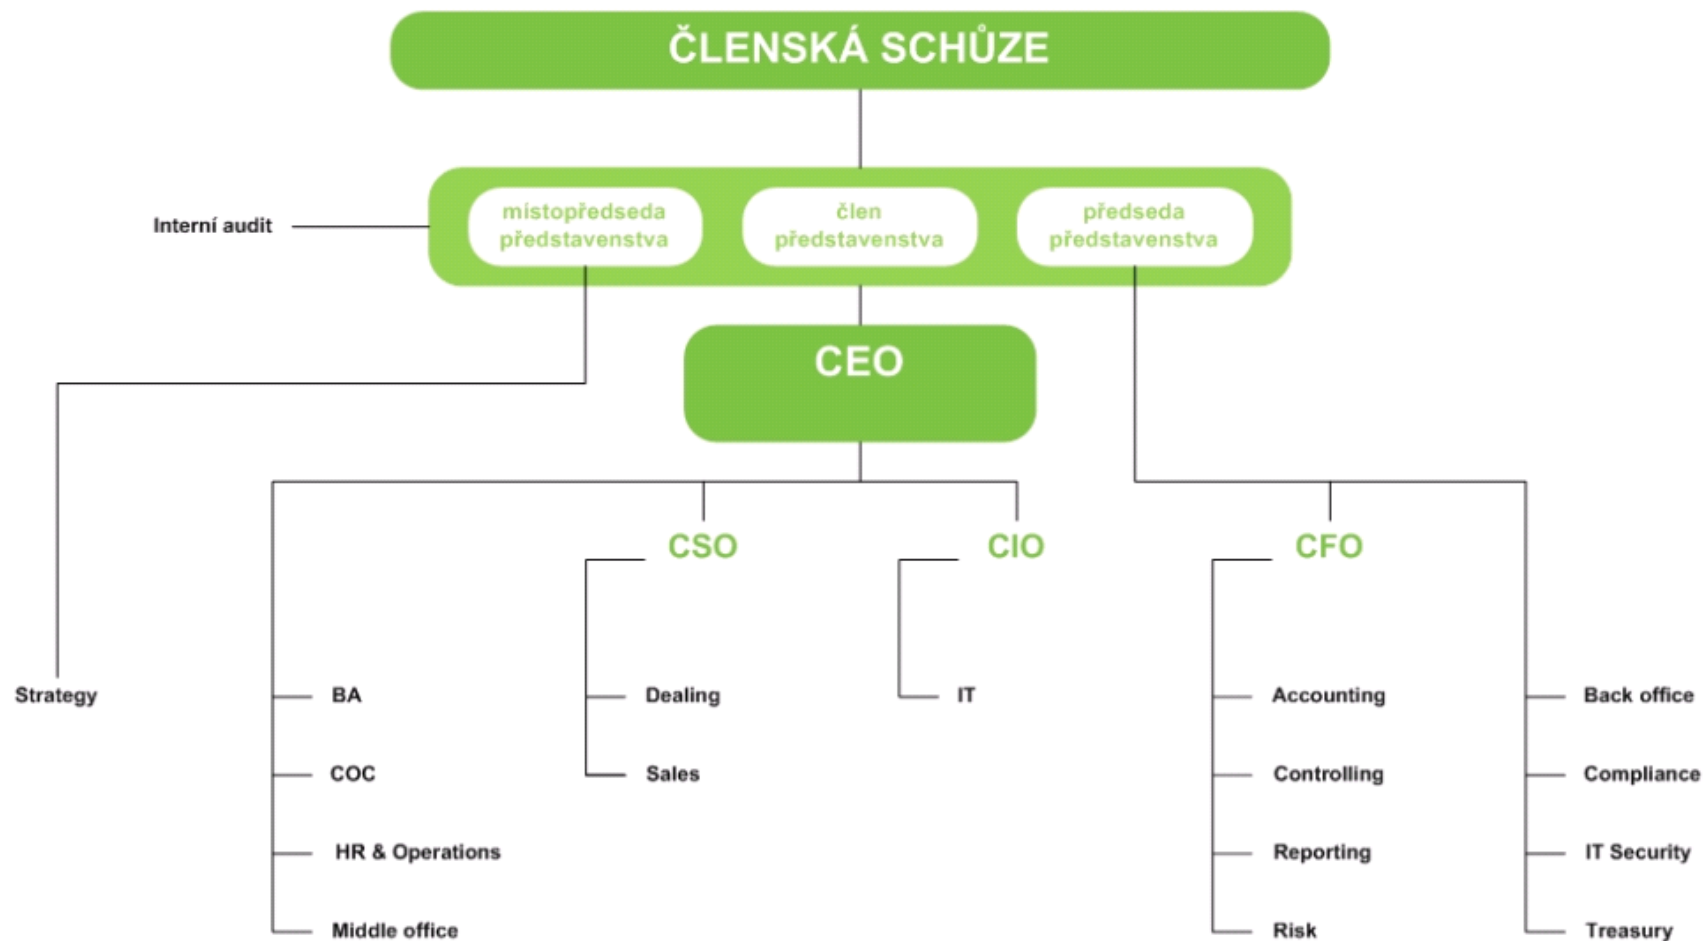 ČLENSKÁ SCHŮZE
Interní audit
místopředseda
představenstva
člen
představenstva
předseda
představenstva
CEO
CSO
CIO
CFO
Strategy
BA
Dealing
IT
Accounting
Back office
COC
Sales
Controlling
Compliance
HR & Operations
Reporting
IT Security
Middle office
Risk
Treasury